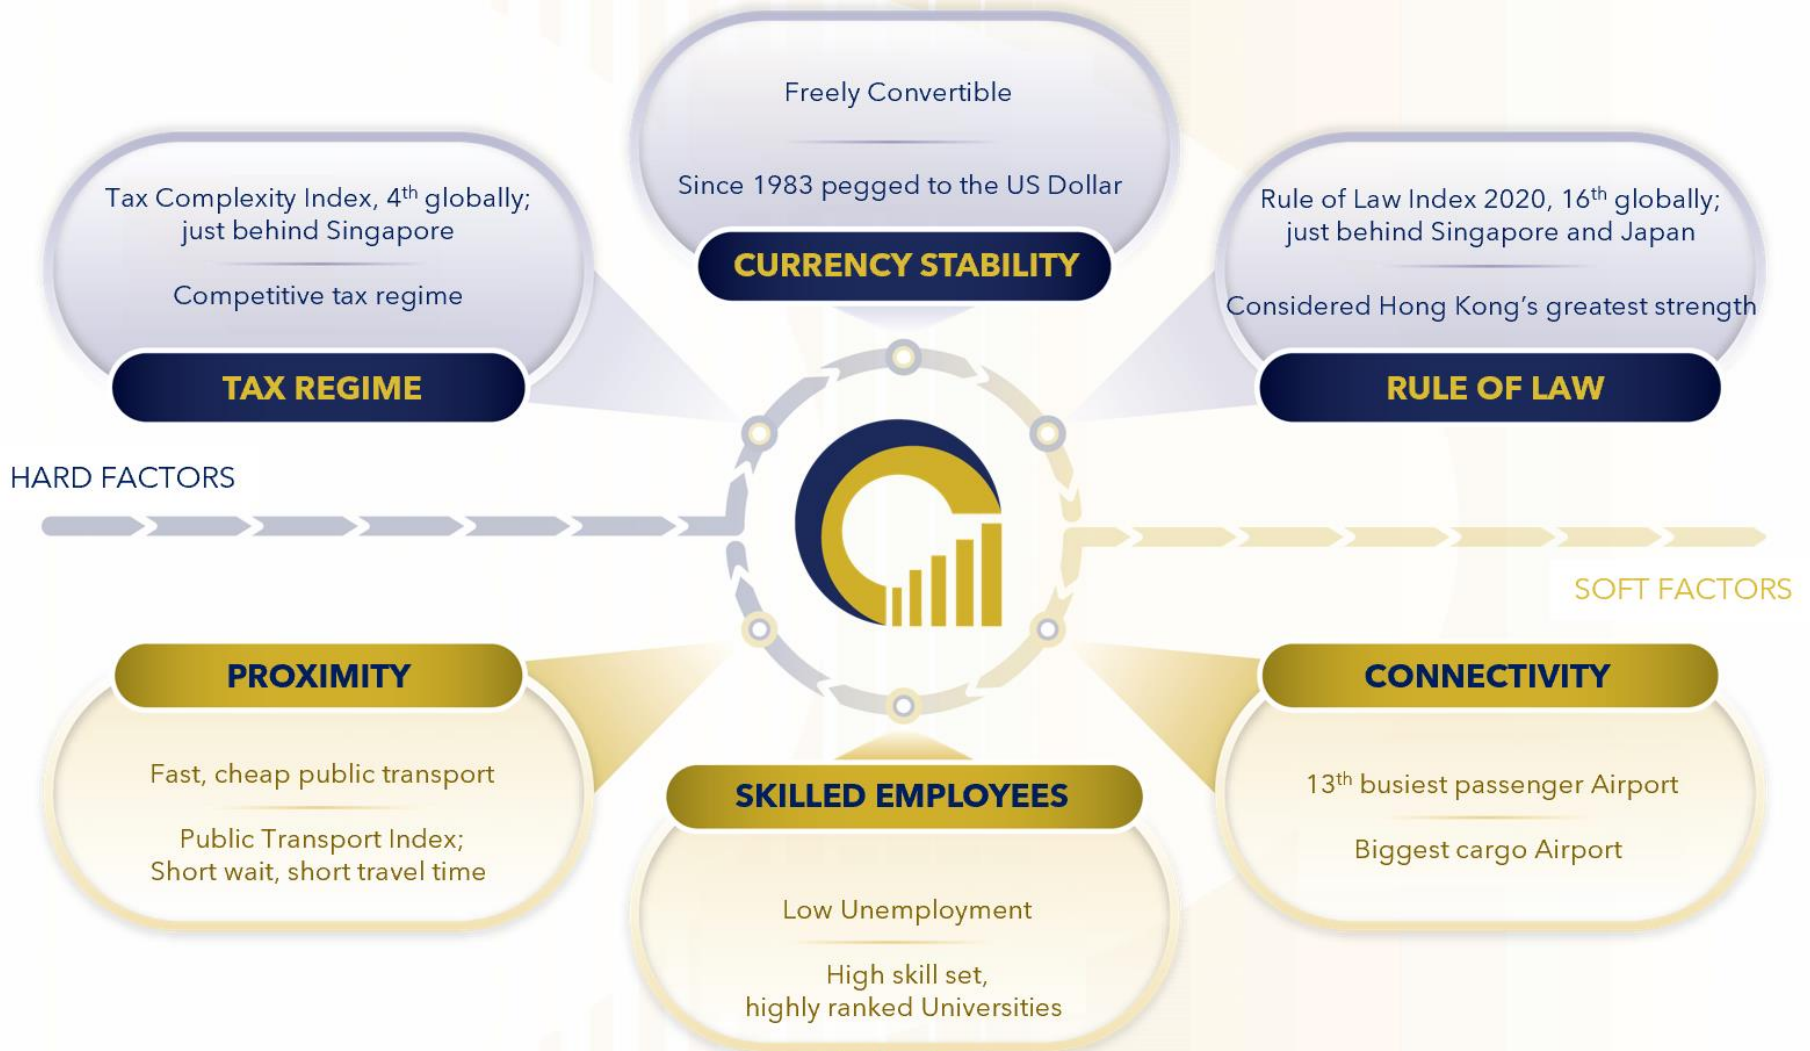 Freely Convertible
Since 1983 pegged to the US Dollar
CURRENCY STABILITY
Tax Complexity Index, 4th globally;
just behind Singapore
Competitive tax regime
TAX REGIME
Rule of Law Index 2020, 16th globally;
just behind Singapore and Japan
Considered Hong Kong’s greatest strength
RULE OF LAW
HARD FACTORS
SOFT FACTORS
PROXIMITY
Fast, cheap public transport
Public Transport Index;
Short wait, short travel time
SKILLED EMPLOYEES
Low Unemployment
High skill set,
highly ranked Universities
CONNECTIVITY
13th busiest passenger Airport
Biggest cargo Airport